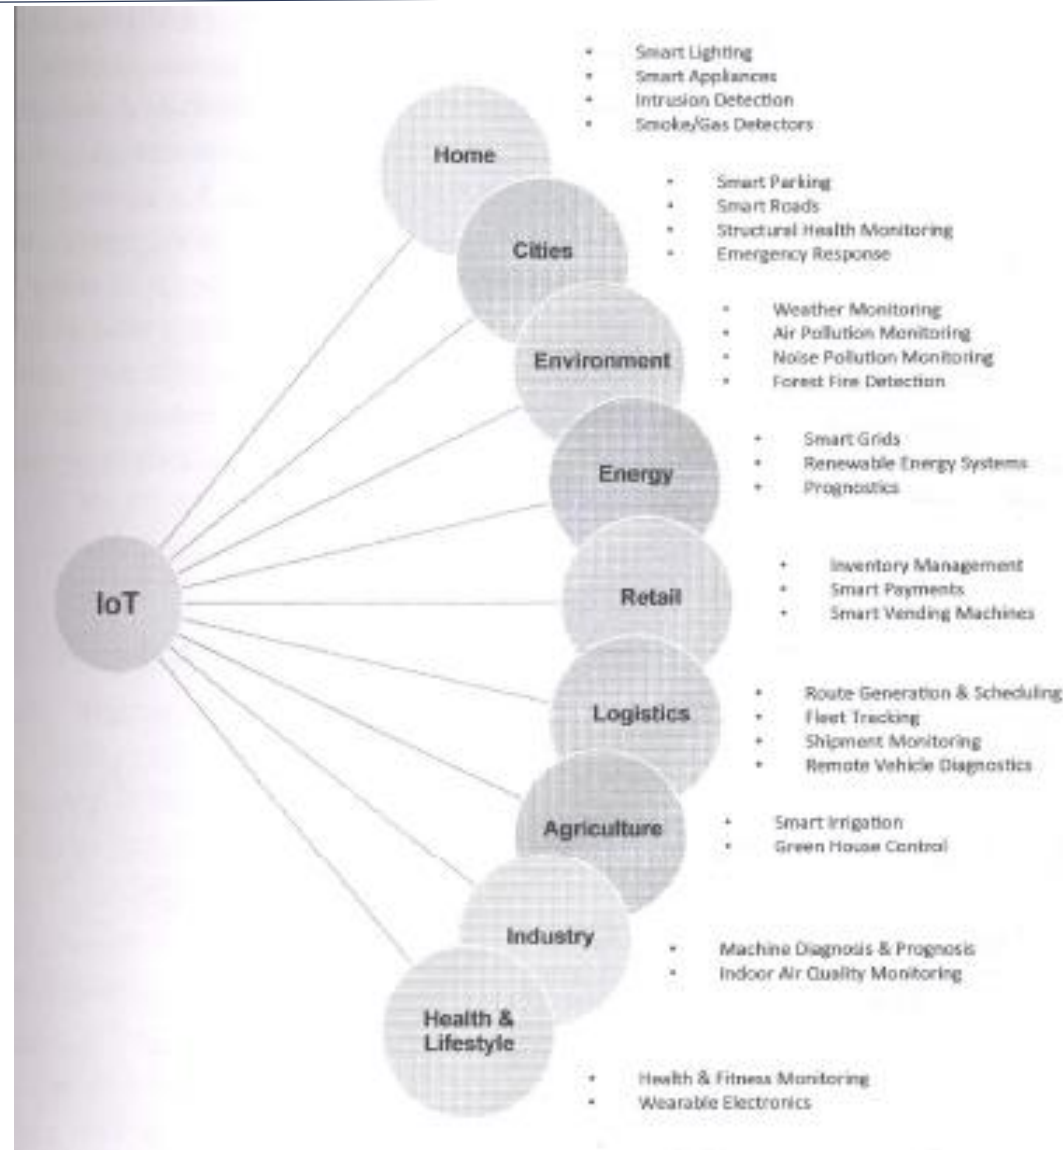 Smart Lighting
Smart Appliances
Intrusion Detection
Smoke/Gas Detectors
Home
Smart Parking
Smart Roads
Structural Health Monitoring
Emergency Response
Cities
Weather Monitoring
Air Pollution Monitoring
Noise Pollution Monitoring
Forest Fire Detection
Environment
Smart Grids
Renewable Energy Systems
Prognostics
Energy
Inventory Management
Smart Payments
Smart Vending Machines
Retail
IoT
Route Generation & Scheduling
Fleet Tracking
Shipment Monitoring
Remote Vehicle Diagnostics
Logistics
Smart Irrigation
Green House Control
Agriculture
Machine Diagnosis & Prognosis
Indoor Air Quality Monitoring
Industry
Health &
Lifestyle
Health & Fitness Monitoring
Wearable Electronics